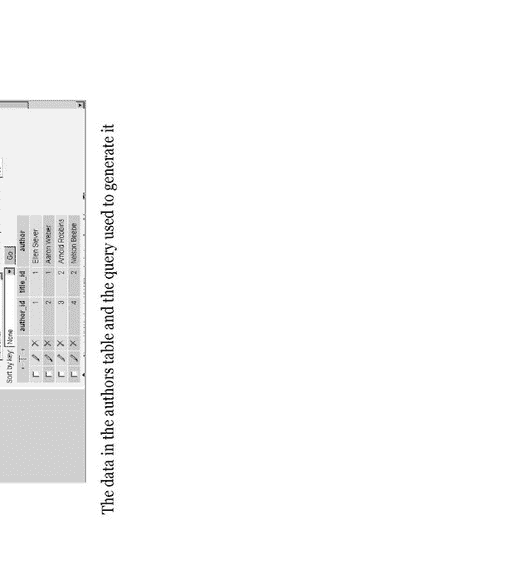 Sort by key: None Go
author_id title_id author
1 1 Ellen Siever
2 1 Aaron Weber
3 2 Arnold Robbins
4 2 Nelson Beebe
The data in the authors table and the query used to generate it